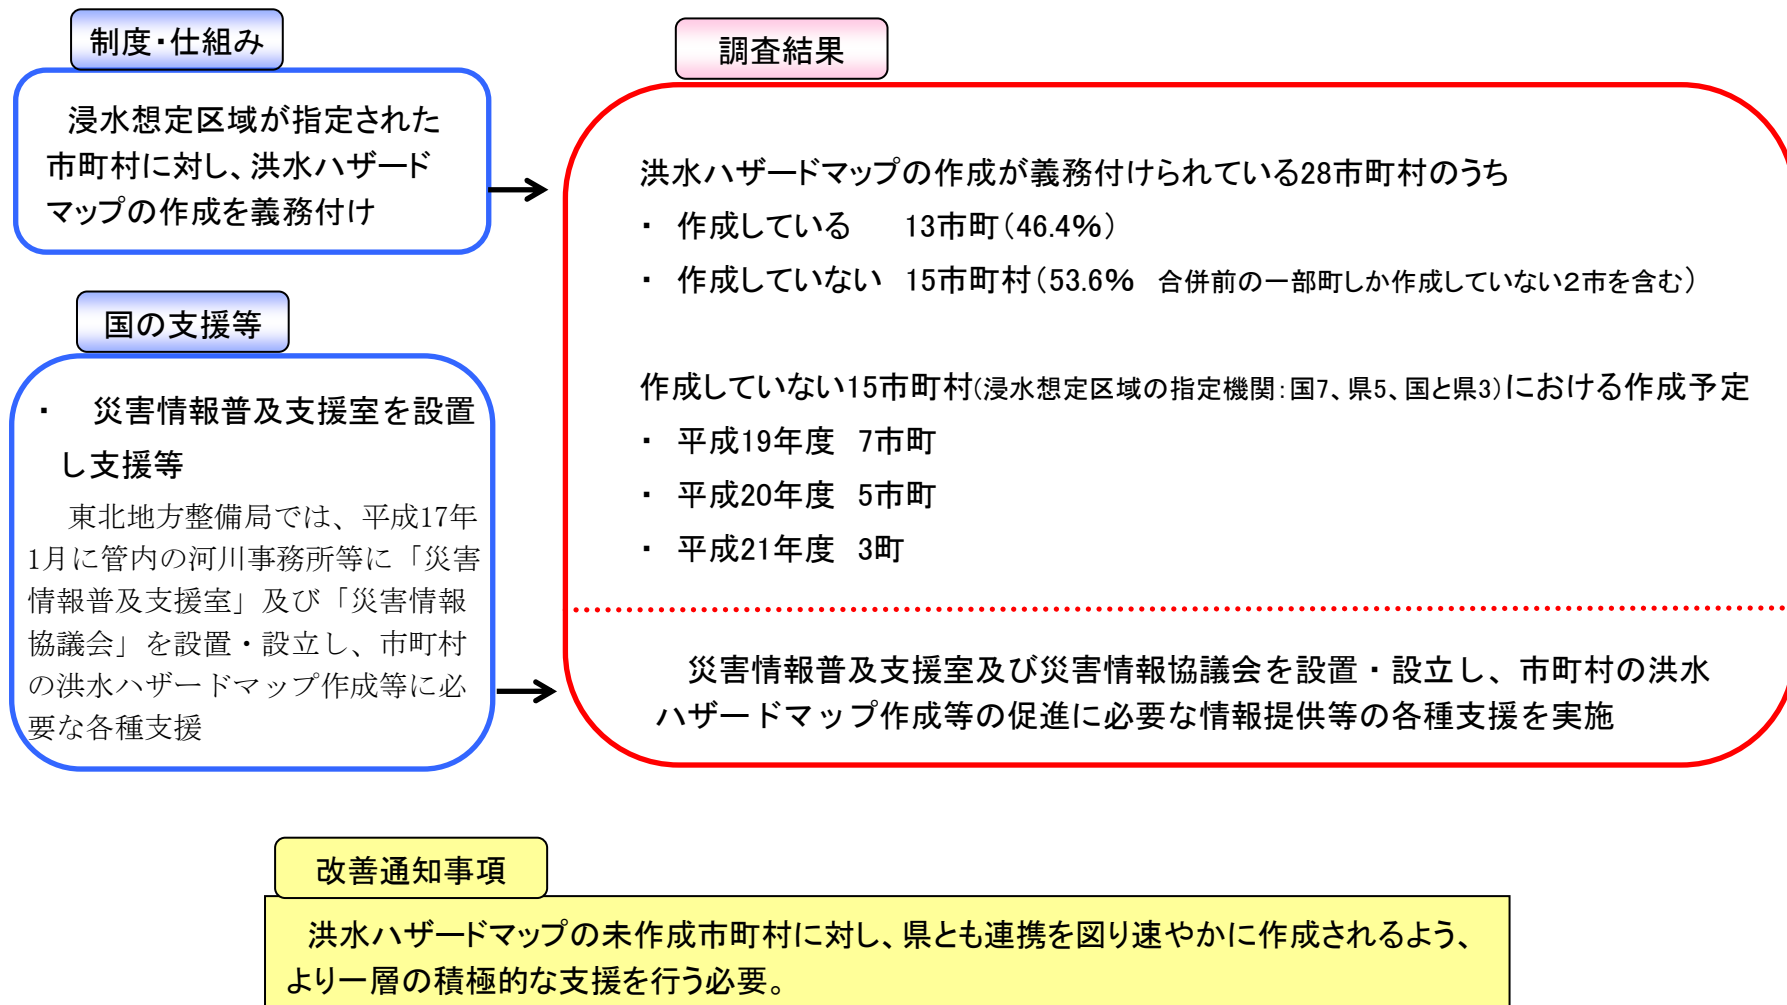 制度・仕組み
浸水想定区域が指定された
市町村に対し、洪水ハザード
マップの作成を義務付け
国の支援等
・ 災害情報普及支援室を設置
し支援等
東北地方整備局では、平成17年
1月に管内の河川事務所等に「災害
情報普及支援室」及び「災害情報
協議会」を設置・設立し、市町村
の洪水ハザードマップ作成等に必
要な各種支援
調査結果
洪水ハザードマップの作成が義務付けられている28市町村のうち
・ 作成している 13市町(46.4%)
・ 作成していない 15市町村(53.6% 合併前の一部町しか作成していない2市を含む)
作成していない15市町村(浸水想定区域の指定機関:国7、県5、国と県3)における作成予定
・ 平成19年度 7市町
・ 平成20年度 5市町
・ 平成21年度 3町
災害情報普及支援室及び災害情報協議会を設置・設立し、市町村の洪水
ハザードマップ作成等の促進に必要な情報提供等の各種支援を実施
改善通知事項
洪水ハザードマップの未作成市町村に対し、県とも連携を図り速やかに作成されるよう、
より一層の積極的な支援を行う必要。